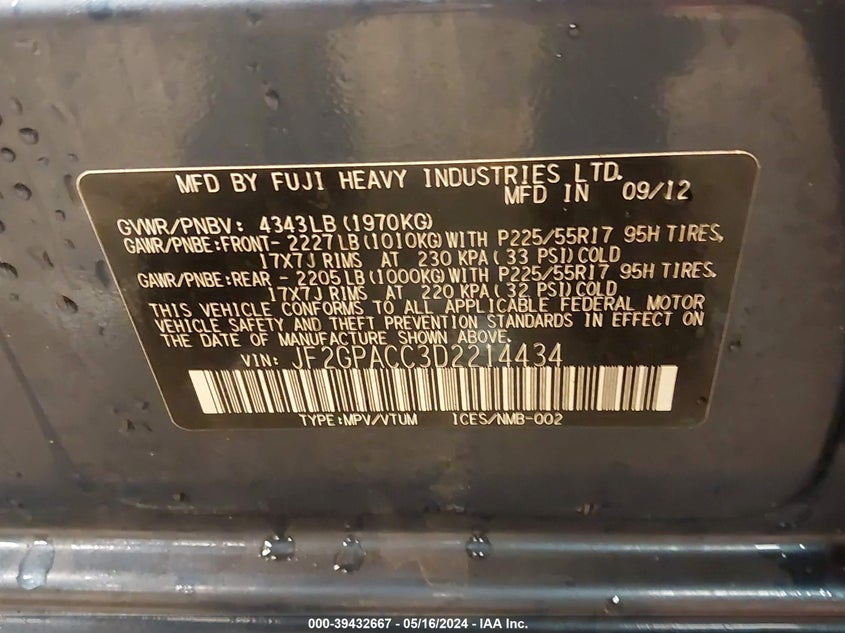 MFD BY FUJI HEAVY INDUSTRIES LTD.
MFD IN 09/12
GVWR/PNBV: 4343LB (1970KG)
GAWR/PNBE:FRONT- 2227LB (1010KG) WITH P225/55R17 95H TIRES,
17X7J RIMS AT 230 KPA ( 33 PSI) COLD
GAWR/PNBE:REAR - 2205LB (1000KG) WITH P225/55R17 95H TIRES.
17X7J RIMS AT 220 KPA ( 32 PSI) COLD
THIS VEHICLE CONFORMS TO ALL APPLICABLE FEDERAL MOTOR
VEHICLE SAFETY AND THEFT PREVENTION STANDARDS IN EFFECT ON
THE DATE OF MANUFACTURE SHOWN ABOVE.
VIN: JF2GPACC3D2214434
TYPE:MPV/VTUM ICES/NMB-002
000-39432667 - 05/16/2024 - IAA Inc.